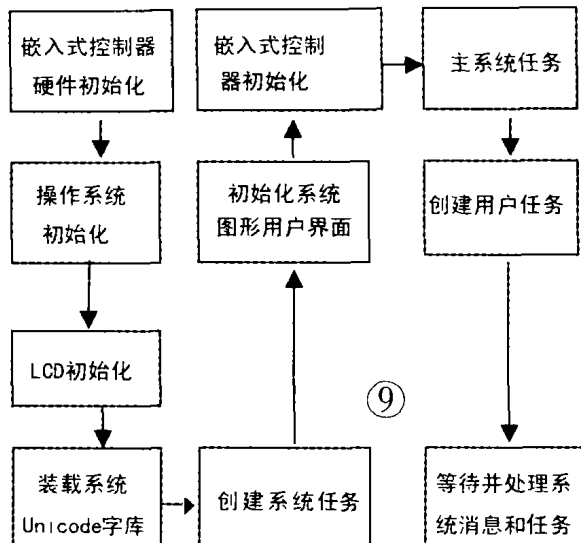 嵌入式控制器
硬件初始化
操作系统
初始化
LCD初始化
装载系统
Unicode字库
创建系统任务
初始化系统
图形用户界面
嵌入式控制
器初始化
主系统任务
创建用户任务
等待并处理系
统消息和任务
⑨